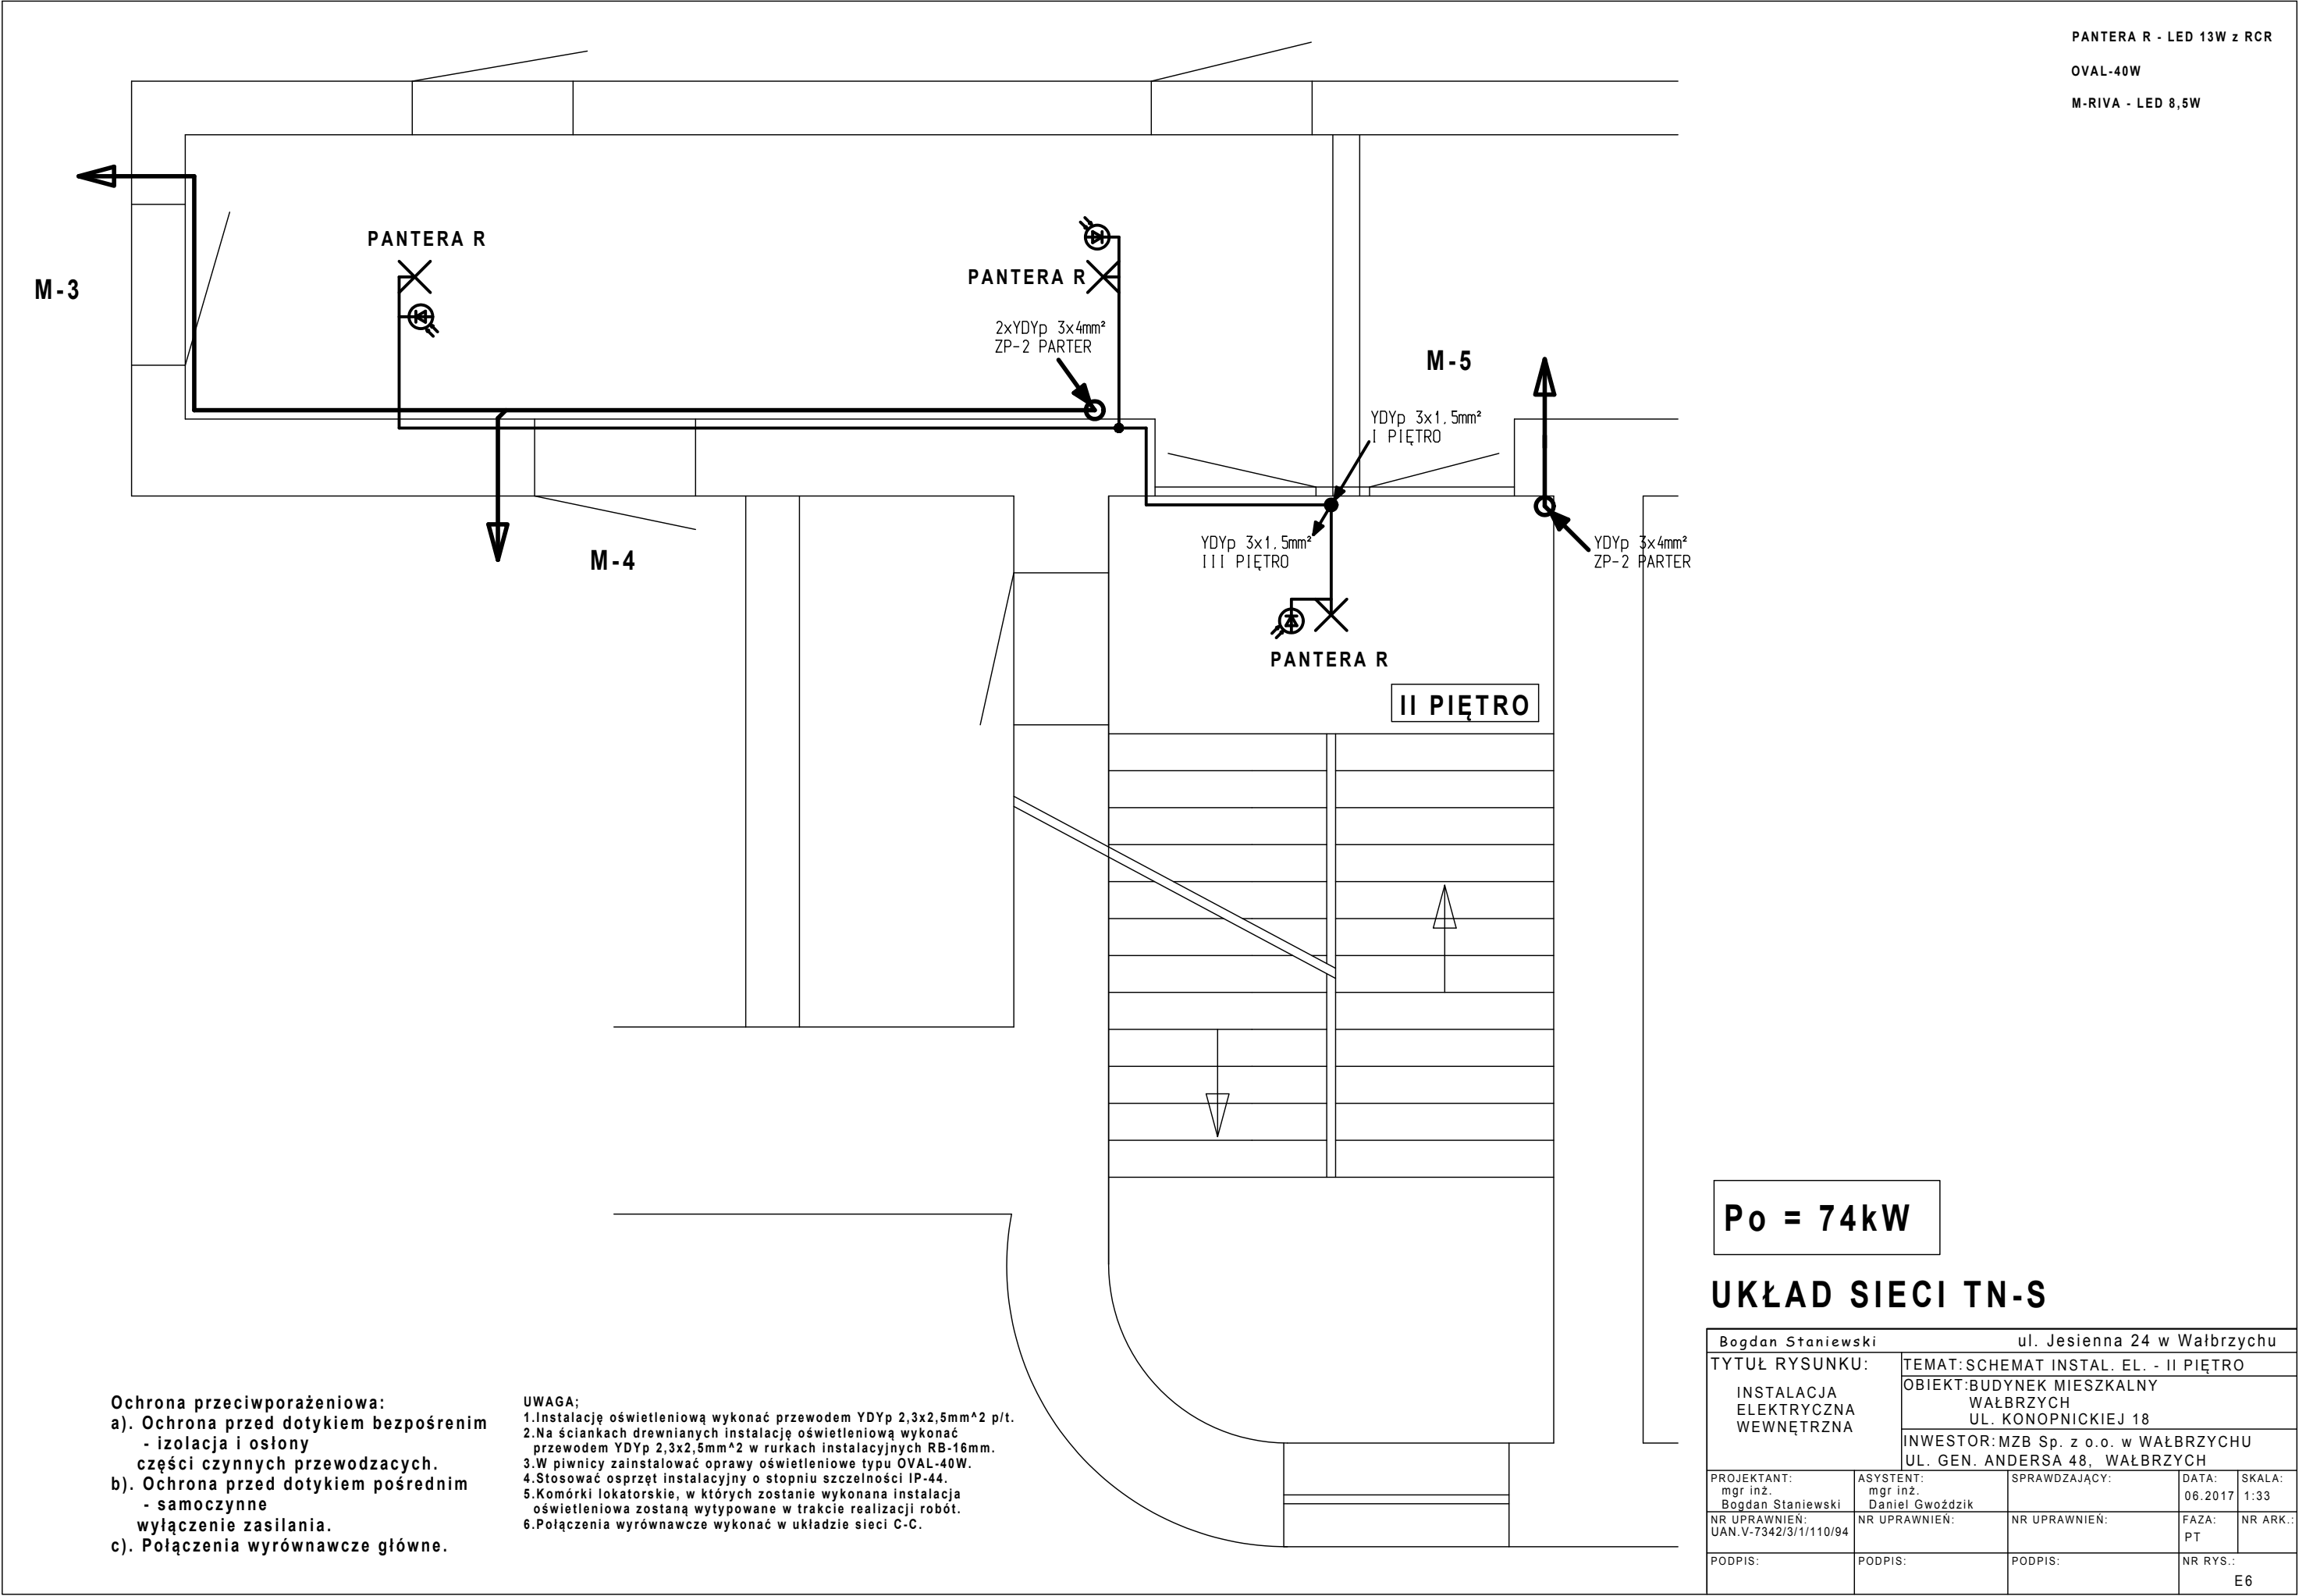 PANTERA R - LED 13W z RCR
OVAL-40W
M-RIVA - LED 8,5W
PANTERA R
M-3
PANTERA R
2xYDYp 3x4mm²
ZP-2 PARTER
M-5
YDYp 3x1.5mm²
I PIĘTRO
M-4
YDYp 3x1.5mm²
III PIĘTRO
YDYp 3x4mm²
ZP-2 PARTER
PANTERA R
II PIĘTRO
Po = 74kW
UKŁAD SIECI TN-S
Ochrona przeciwporażeniowa:
a). Ochrona przed dotykiem bezpośrenim
- izolacja i osłony
części czynnych przewodzacych.
b). Ochrona przed dotykiem pośrednim
- samoczynne
wyłączenie zasilania.
c). Połączenia wyrównawcze główne.
UWAGA;
1.Instalację oświetleniową wykonać przewodem YDYp 2,3x2,5mm^2 p/t.
2.Na ściankach drewnianych instalację oświetleniową wykonać
przewodem YDYp 2,3x2,5mm^2 w rurkach instalacyjnych RB-16mm.
3.W piwnicy zainstalować oprawy oświetleniowe typu OVAL-40W.
4.Stosować osprzęt instalacyjny o stopniu szczelności IP-44.
5.Komórki lokatorskie, w których zostanie wykonana instalacja
oświetleniowa zostaną wytypowane w trakcie realizacji robót.
6.Połączenia wyrównawcze wykonać w układzie sieci C-C.
Bogdan Staniewski ul. Jesienna 24 w Wałbrzychu
TYTUŁ RYSUNKU:
INSTALACJA
ELEKTRYCZNA
WEWNĘTRZNA
TEMAT: SCHEMAT INSTAL. EL. - II PIĘTRO
OBIEKT: BUDYNEK MIESZKALNY
WAŁBRZYCH
UL. KONOPNICKIEJ 18
INWESTOR: MZB Sp. z o.o. w WAŁBRZYCHU
UL. GEN. ANDERSA 48, WAŁBRZYCH
PROJEKTANT:
mgr inż.
Bogdan Staniewski
ASYSTENT:
mgr inż.
Daniel Gwoździk
SPRAWDZAJĄCY:
DATA:
06.2017
SKALA:
1:33
NR UPRAWNIEŃ:
UAN.V-7342/3/1/110/94
NR UPRAWNIEŃ:
NR UPRAWNIEŃ:
FAZA:
PT
NR ARK.:
PODPIS:
PODPIS:
PODPIS:
NR RYS.:
E6